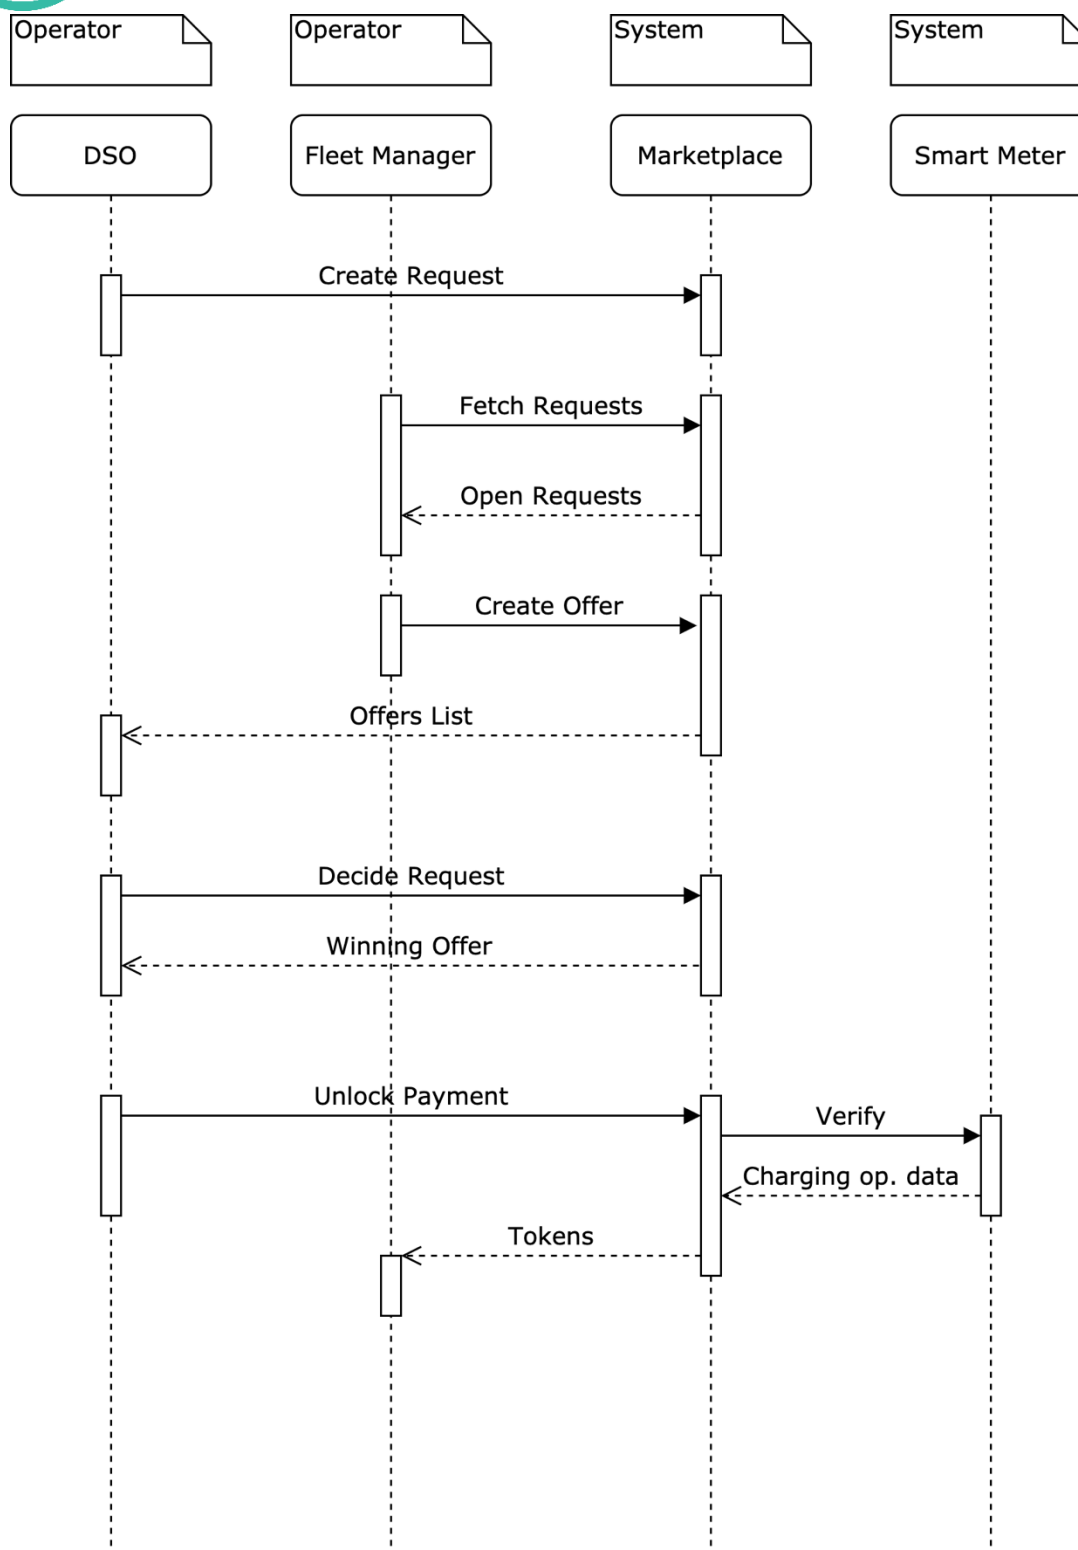 Operator
Operator
System
System
DSO
Fleet Manager
Marketplace
Smart Meter
Create Request
Fetch Requests
Open Requests
Create Offer
Offers List
Decide Request
Winning Offer
Unlock Payment
Verify
Charging op. data
Tokens